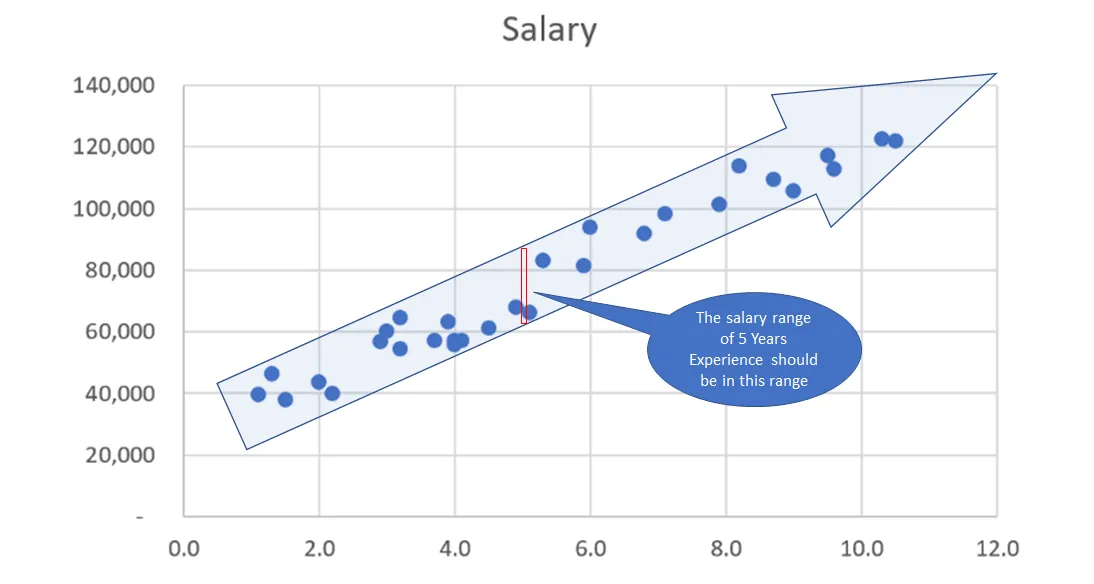 Salary
140,000
120,000
100,000
80,000
60,000
40,000
20,000
-
The salary range
of 5 Years
Experience should
be in this range
0.0 2.0 4.0 6.0 8.0 10.0 12.0